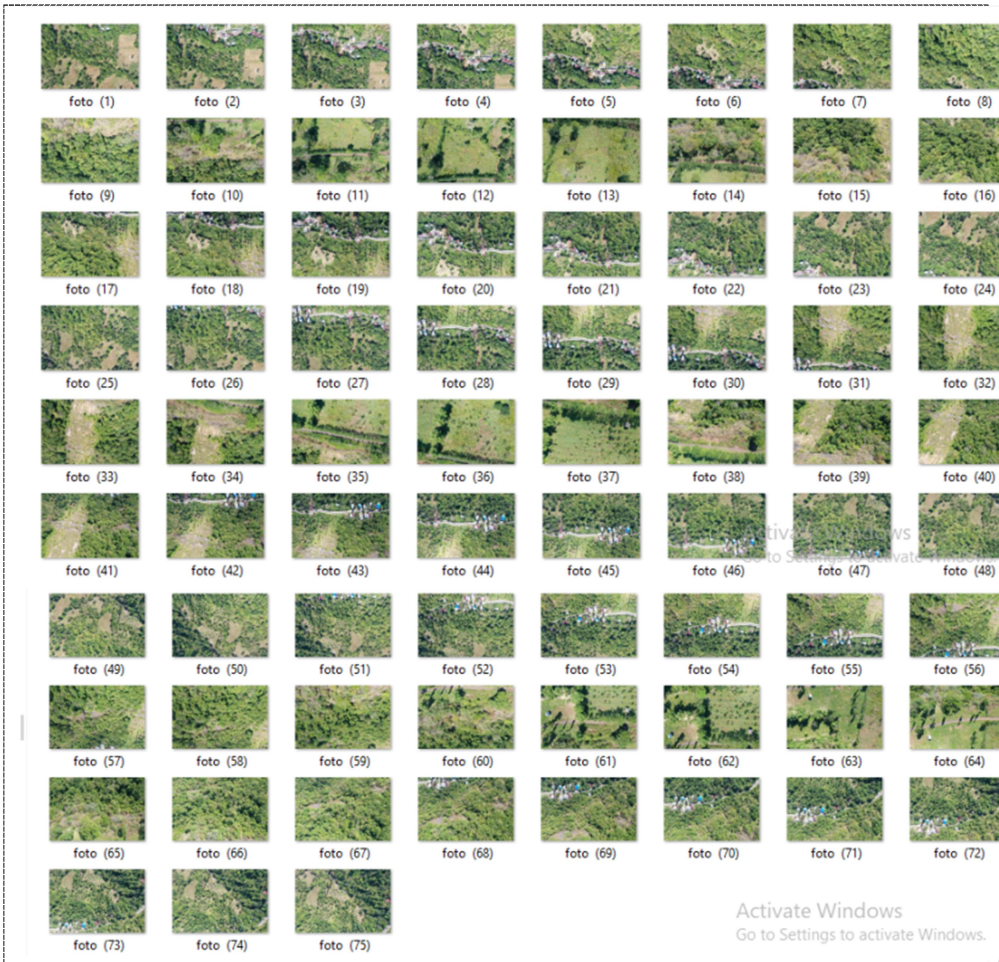 foto (1) foto (2) foto (3) foto (4) foto (5) foto (6) foto (7) foto (8)
foto (9) foto (10) foto (11) foto (12) foto (13) foto (14) foto (15) foto (16)
foto (17) foto (18) foto (19) foto (20) foto (21) foto (22) foto (23) foto (24)
foto (25) foto (26) foto (27) foto (28) foto (29) foto (30) foto (31) foto (32)
foto (33) foto (34) foto (35) foto (36) foto (37) foto (38) foto (39) foto (40)
Activate Windows
Go to Settings to activate Windows.
foto (41) foto (42) foto (43) foto (44) foto (45) foto (46) foto (47) foto (48)
foto (49) foto (50) foto (51) foto (52) foto (53) foto (54) foto (55) foto (56)
foto (57) foto (58) foto (59) foto (60) foto (61) foto (62) foto (63) foto (64)
foto (65) foto (66) foto (67) foto (68) foto (69) foto (70) foto (71) foto (72)
Activate Windows
Go to Settings to activate Windows.
foto (73) foto (74) foto (75)